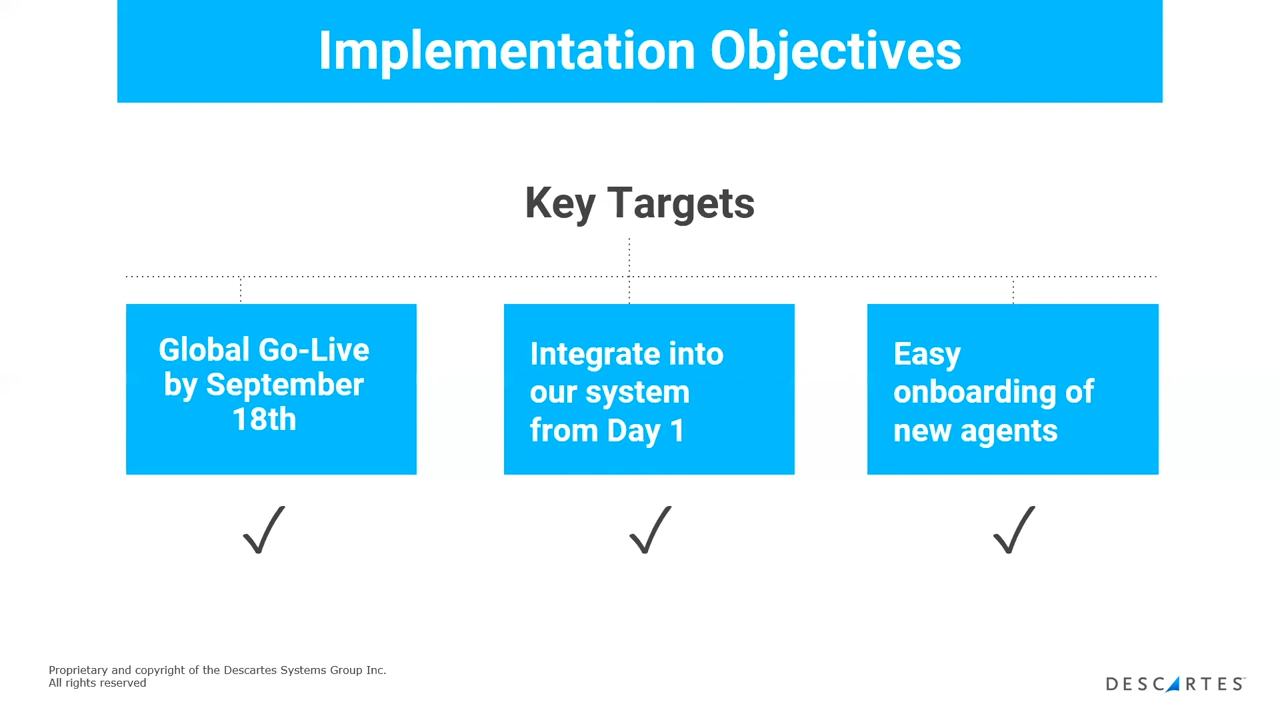 Implementation Objectives
Key Targets
Global Go-Live
by September
18th
Integrate into
our system
from Day 1
Easy
onboarding of
new agents
Proprietary and copyright of the Descartes Systems Group Inc.
All rights reserved
DESCARTES